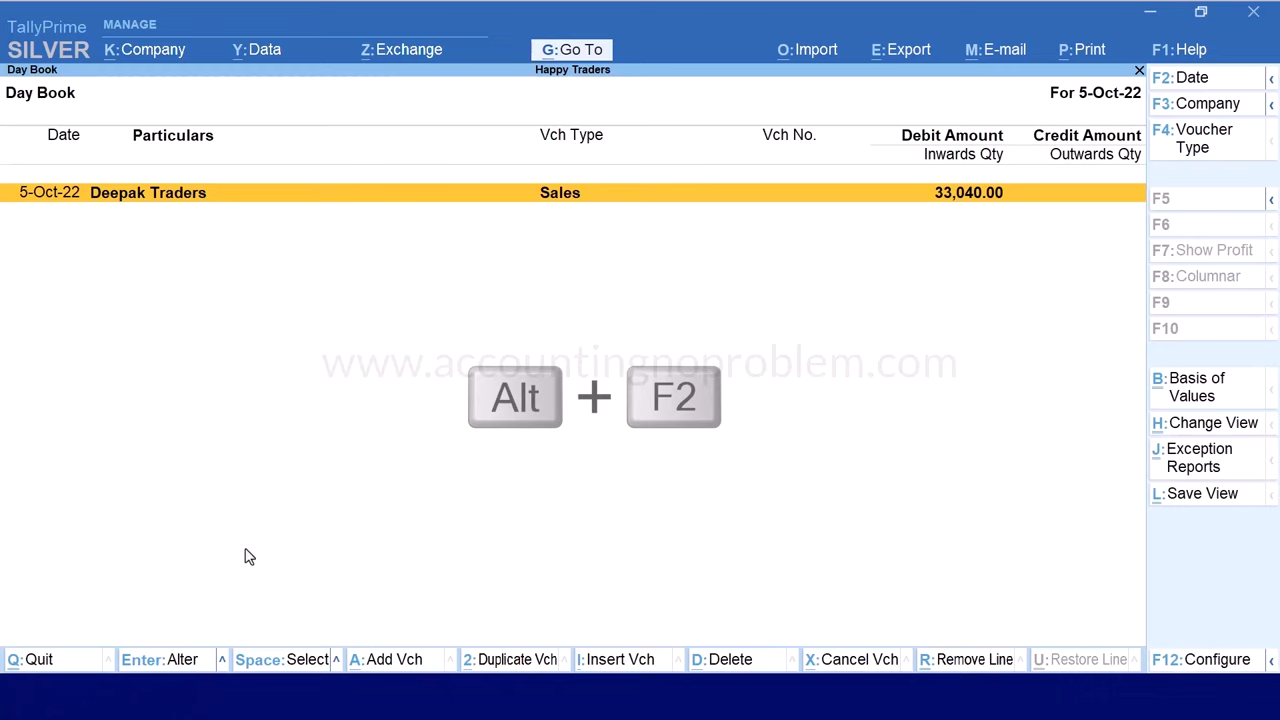 TallyPrime
SILVER
MANAGE
K:Company
Y:Data
Z:Exchange
G:Go To
O:Import
E:Export
M:E-mail
P:Print
F1:Help
Day Book
Happy Traders
Day Book
For 5-Oct-22
Date
Particulars
Vch Type
Vch No.
Debit Amount
Credit Amount
Inwards Qty
Outwards Qty
5-Oct-22
Deepak Traders
Sales
33,040.00
www.accountingnoproblem.com
Alt + F2
F2:Date
F3:Company
F4:Voucher
Type
F5
F6
F7:Show Profit
F8:Columnar
F9
F10
B:Basis of
Values
H:Change View
J:Exception
Reports
L:Save View
Q:Quit
Enter:Alter
Space:Select
A:Add Vch
2:Duplicate Vch
I:Insert Vch
D:Delete
X:Cancel Vch
R:Remove Line
U:Restore Line
F12:Configure